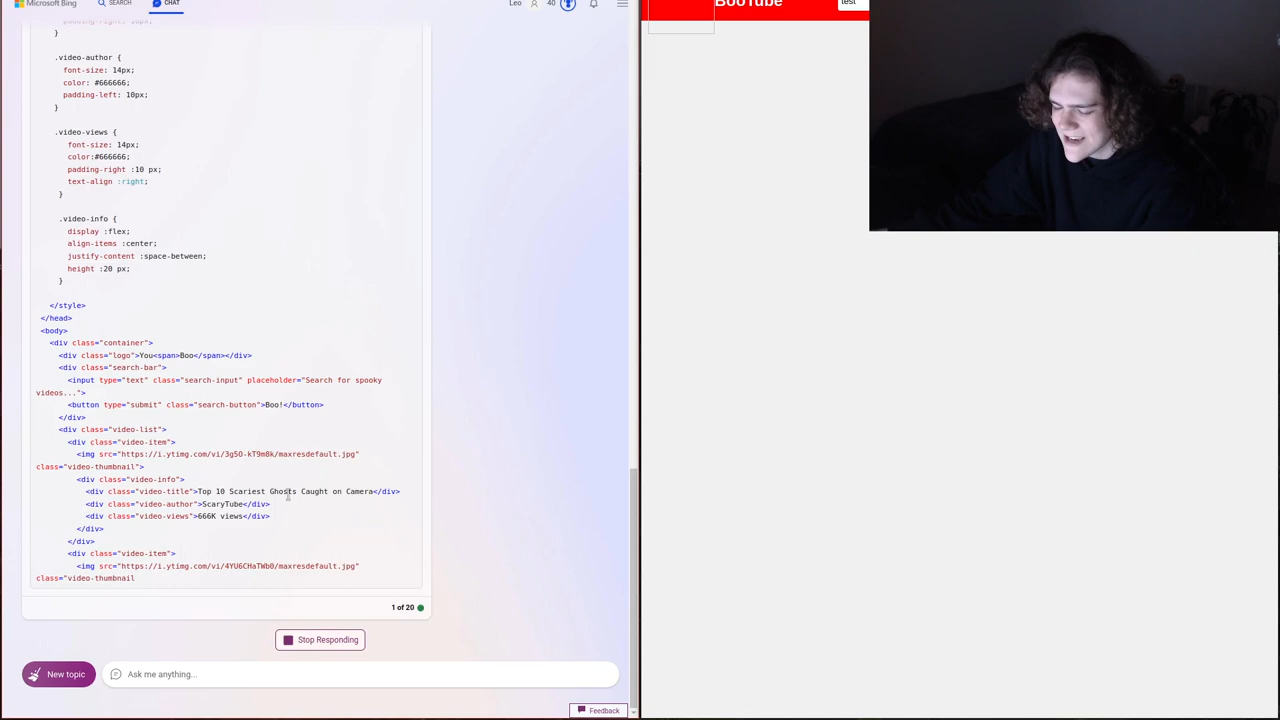 Microsoft Bing SEARCH CHAT Leo 40
padding-right: 10px;
}
.video-author {
font-size: 14px;
color: #666666;
padding-left: 10px;
}
.video-views {
font-size: 14px;
color:#666666;
padding-right :10 px;
text-align :right;
}
.video-info {
display :flex;
align-items :center;
justify-content :space-between;
height :20 px;
}
</style>
</head>
<body>
<div class="container">
<div class="logo">You<span>Boo</span></div>
<div class="search-bar">
<input type="text" class="search-input" placeholder="Search for spooky
videos...">
<button type="submit" class="search-button">Boo!</button>
</div>
<div class="video-list">
<div class="video-item">
<img src="https://i.ytimg.com/vi/3g5O-kT9m8k/maxresdefault.jpg"
class="video-thumbnail">
<div class="video-info">
<div class="video-title">Top 10 Scariest Ghosts Caught on Camera</div>
<div class="video-author">ScaryTube</div>
<div class="video-views">666K views</div>
</div>
</div>
<div class="video-item">
<img src="https://i.ytimg.com/vi/4YU6CHaTWb0/maxresdefault.jpg"
class="video-thumbnail
1 of 20
Stop Responding
New topic
Ask me anything...
Feedback
BooTube
test